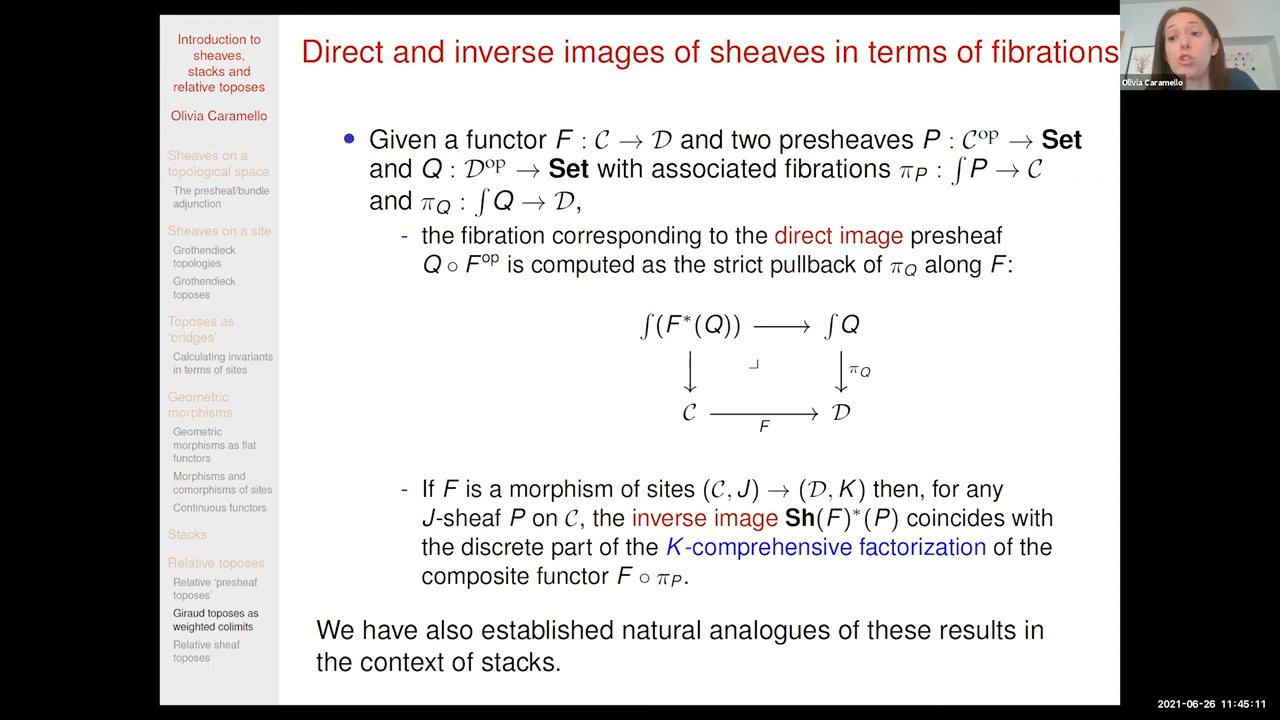 Introduction to
sheaves,
stacks and
relative toposes
Olivia Caramello
Sheaves on a
topological space
The presheaf/bundle
adjunction
Sheaves on a site
Grothendieck
topologies
Grothendieck
toposes
Toposes as
‘bridges’
Calculating invariants
in terms of sites
Geometric
morphisms
Geometric
morphisms as flat
functors
Morphisms and
comorphisms of sites
Continuous functors
Stacks
Relative toposes
Relative ‘presheaf
toposes’
Giraud toposes as
weighted colimits
Relative sheaf
toposes
Direct and inverse images of sheaves in terms of fibrations
• Given a functor F : 𝒞 → 𝒟 and two presheaves P : 𝒞^op → Set
and Q : 𝒟^op → Set with associated fibrations π_P : ∫P → 𝒞
and π_Q : ∫Q → 𝒟,
- the fibration corresponding to the direct image presheaf
Q ∘ F^op is computed as the strict pullback of π_Q along F:
∫(F*(Q)) ⟶ ∫Q
π_Q
𝒞 ⟶ 𝒟
F
- If F is a morphism of sites (𝒞, J) → (𝒟, K) then, for any
J-sheaf P on 𝒞, the inverse image Sh(F)*(P) coincides with
the discrete part of the K-comprehensive factorization of the
composite functor F ∘ π_P.
We have also established natural analogues of these results in
the context of stacks.
Olivia Caramello
2021-06-26 11:45:11